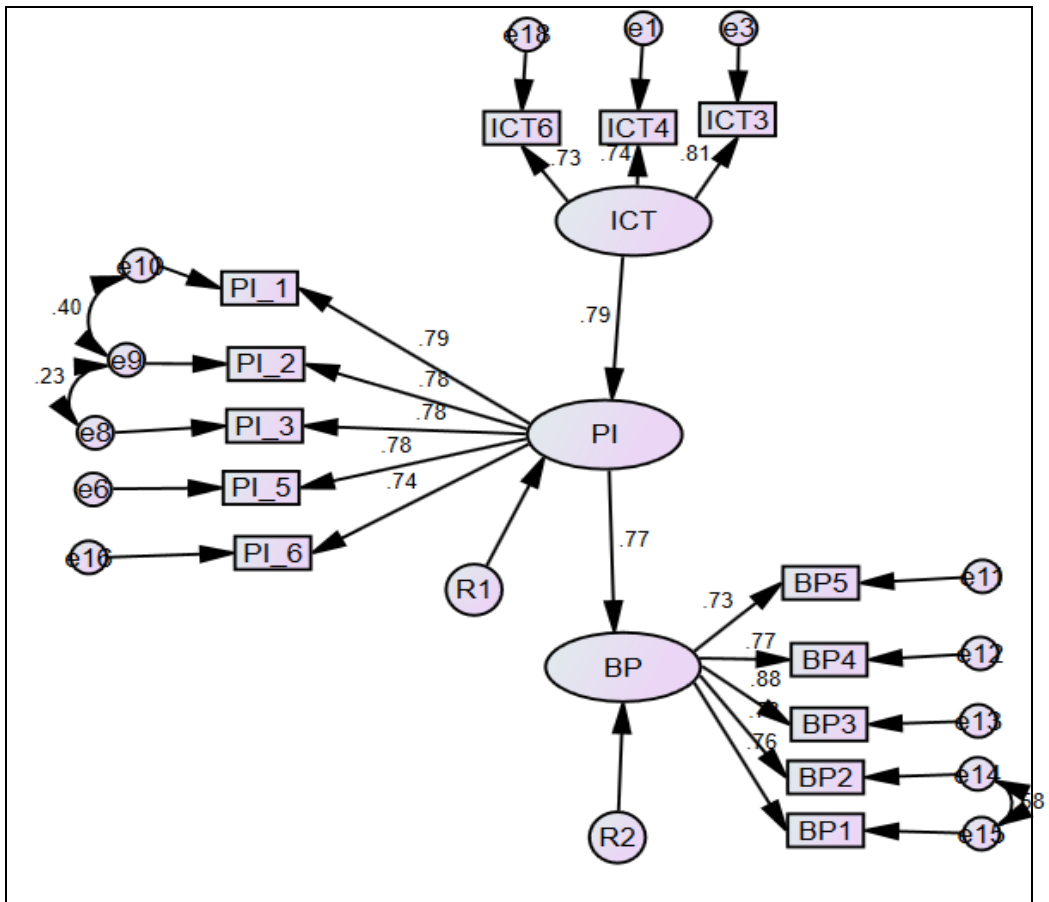 e18 e1 e3
ICT6 ICT4 ICT3
.73 .74 .81
ICT
e10
PI_1
.40
.79
.79
e9
PI_2
.78
.23
.78
e8
PI_3
PI
.78
e6
PI_5
.74
e16
PI_6
.77
R1
BP5
e11
.73
.77
BP4
e12
BP
.88
BP3
e13
.76
BP2
e14
BP1
e15
R2